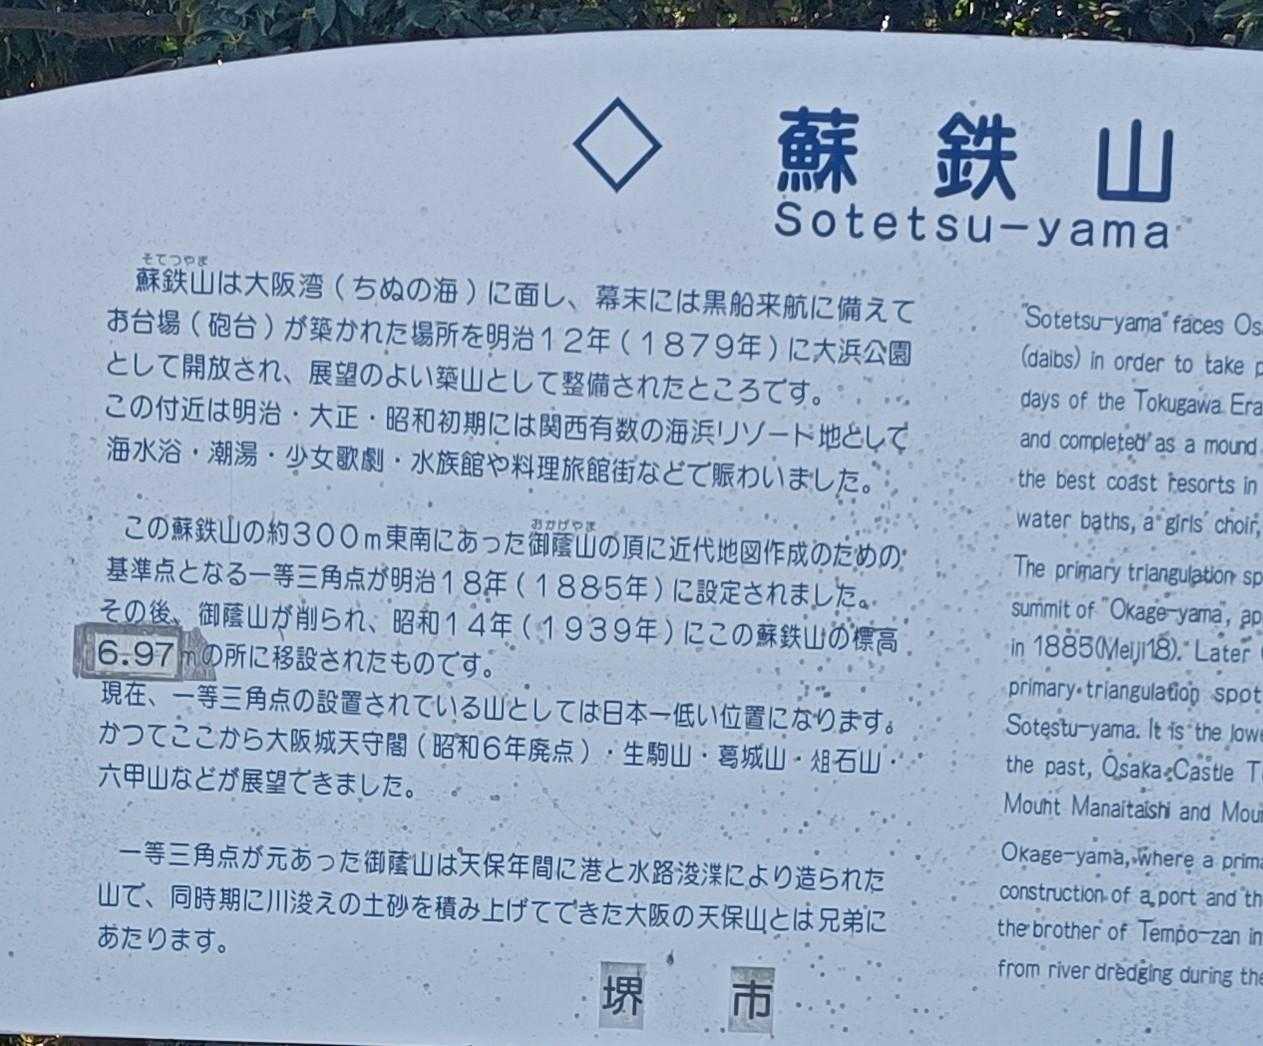 ◇ 蘇鉄山
Sotetsu-yama
そてつやま
蘇鉄山は大阪湾(ちぬの海)に面し、幕末には黒船来航に備えて
お台場(砲台)が築かれた場所を明治12年(1879年)に大浜公園
として開放され、展望のよい築山として整備されたところです。
この付近は明治・大正・昭和初期には関西有数の海浜リゾート地として
海水浴・潮湯・少女歌劇・水族館や料理旅館街などで賑わいました。
おかげやま
この蘇鉄山の約300m東南にあった御蔭山の頂に近代地図作成のための
基準点となる一等三角点が明治18年(1885年)に設定されました。
その後、御蔭山が削られ、昭和14年(1939年)にこの蘇鉄山の標高
6.97mの所に移設されたものです。
現在、一等三角点の設置されている山としては日本一低い位置になります。
かつてここから大阪城天守閣(昭和6年廃点)・生駒山・葛城山・俎石山・
六甲山などが展望できました。
一等三角点が元あった御蔭山は天保年間に港と水路浚渫により造られた
山で、同時期に川浚えの土砂を積み上げてできた大阪の天保山とは兄弟に
あたります。
堺市
"Sotetsu-yama" faces Os
(daibs) in order to take p
days of the Tokugawa Era
and completed as a mound
the best coast resorts in
water baths, a girls' choir,
The primary triangulation sp
summit of "Okage-yama", ap
in 1885(Meiji18). Later
primary triangulation spot
Sotestu-yama. It is the lowe
the past, Osaka Castle T
Mount Manaitaishi and Mou
Okage-yama, where a prima
construction of a port and th
the brother of Tempo-zan in
from river dredging during the